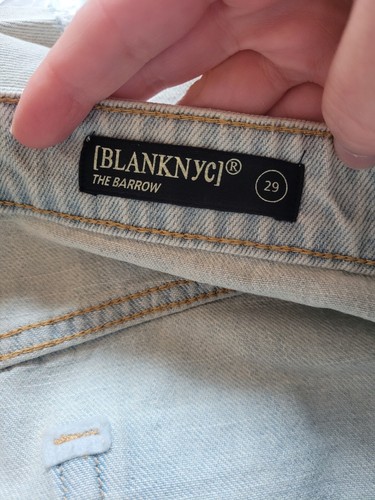 [BLANKNYC]®
THE BARROW
29